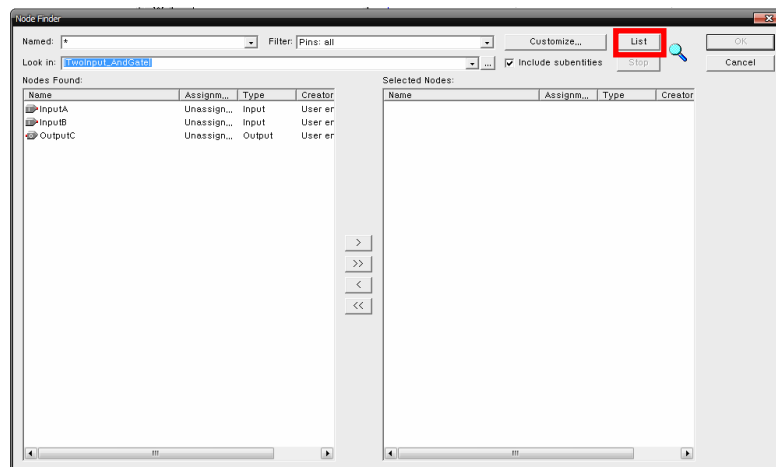 Node Finder
Named: * Filter: Pins: all Customize... List OK
Look in: |TwoInput_AndGate| ... Include subentities Stop Cancel
Nodes Found: Selected Nodes:
Name Assignm... Type Creator Name Assignm... Type Creator
InputA Unassign... Input User en
InputB Unassign... Input User en
OutputC Unassign... Output User en
>
>>
<
<<